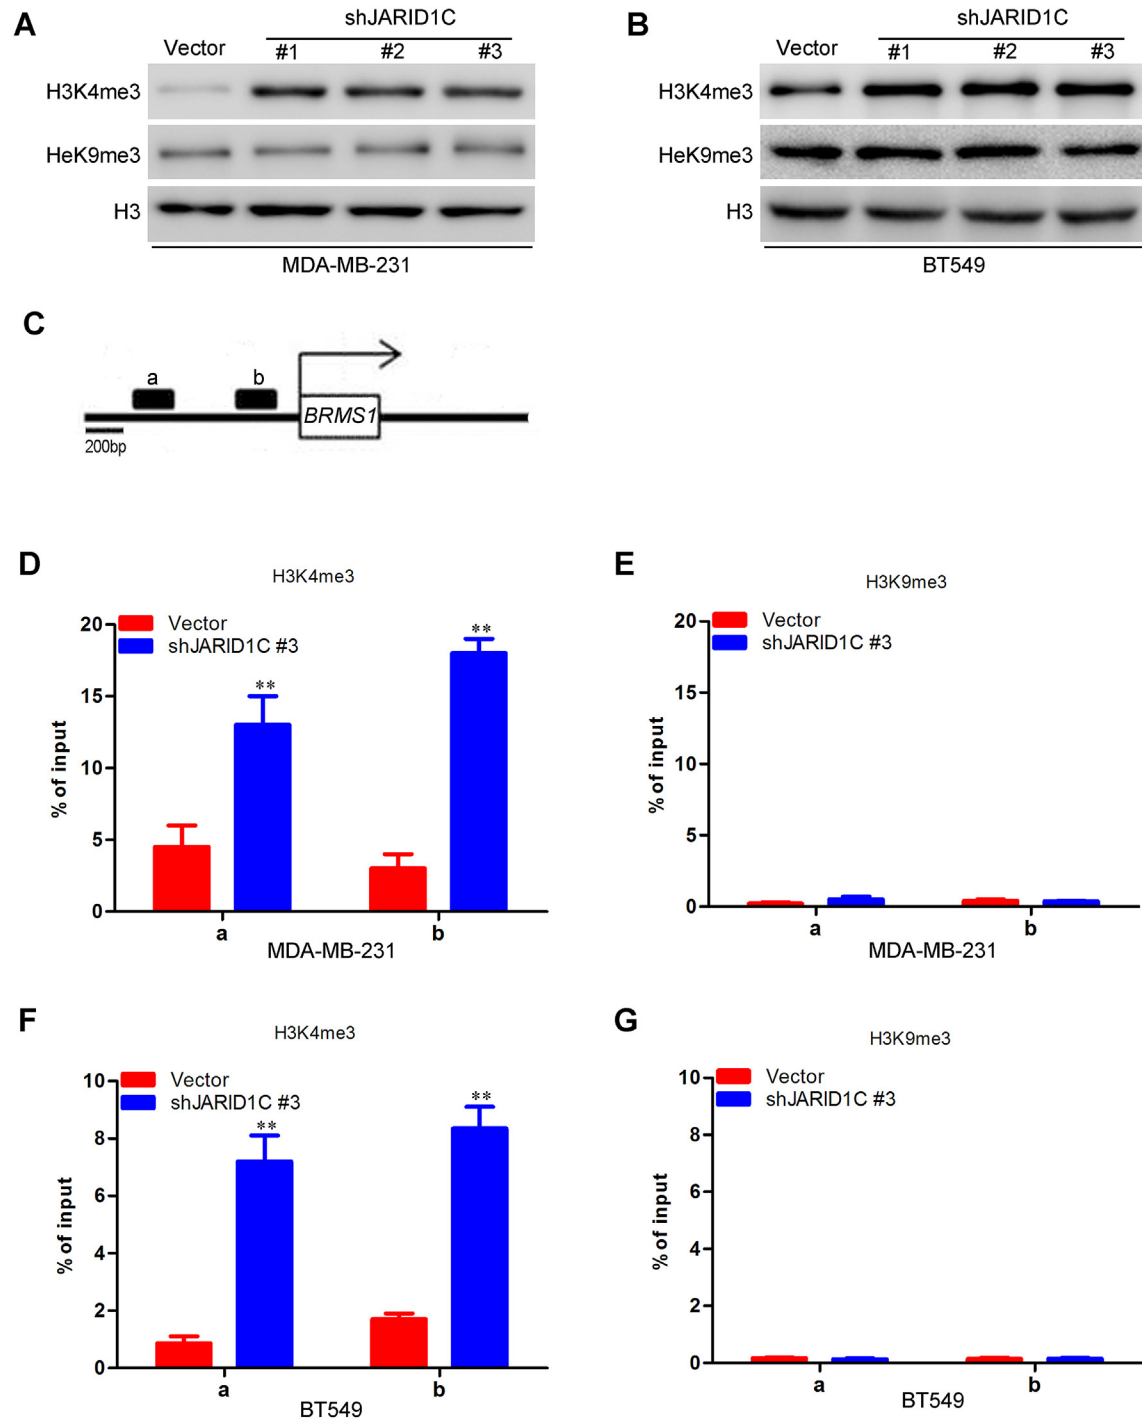 A
shJARID1C
Vector #1 #2 #3
H3K4me3
HeK9me3
H3
MDA-MB-231
B
shJARID1C
Vector #1 #2 #3
H3K4me3
HeK9me3
H3
BT549
C
a b
BRMS1
200bp
D
H3K4me3
Vector
shJARID1C #3
** **
20
15
10
5
0
% of input
a b
MDA-MB-231
E
H3K9me3
Vector
shJARID1C #3
20
15
10
5
0
% of input
a b
MDA-MB-231
F
H3K4me3
Vector
shJARID1C #3
** **
10
8
6
4
2
0
% of input
a b
BT549
G
H3K9me3
Vector
shJARID1C #3
10
8
6
4
2
0
% of input
a b
BT549